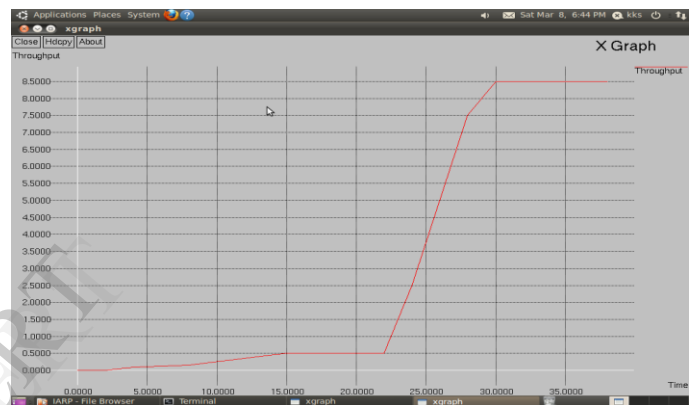 Applications Places System Sat Mar 8, 6:44 PM kks
xgraph
Close Hdcpy About
X Graph
Throughput
Throughput
8.5000
8.0000
7.5000
7.0000
6.5000
6.0000
5.5000
5.0000
4.5000
4.0000
3.5000
3.0000
2.5000
2.0000
1.5000
1.0000
0.5000
0.0000
Time
0.0000 5.0000 10.0000 15.0000 20.0000 25.0000 30.0000 35.0000
IARP - File Browser Terminal xgraph xgraph